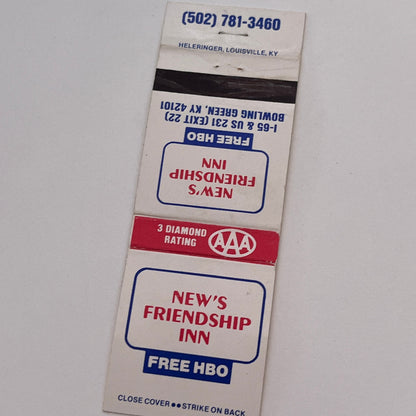 (502) 781-3460
HELERINGER, LOUISVILLE, KY
I-65 & US 231 (EXIT 22)
BOWLING GREEN, KY 42101
FREE HBO
NEW'S
FRIENDSHIP
INN
3 DIAMOND
RATING
AAA
NEW'S
FRIENDSHIP
INN
FREE HBO
CLOSE COVER ●● STRIKE ON BACK